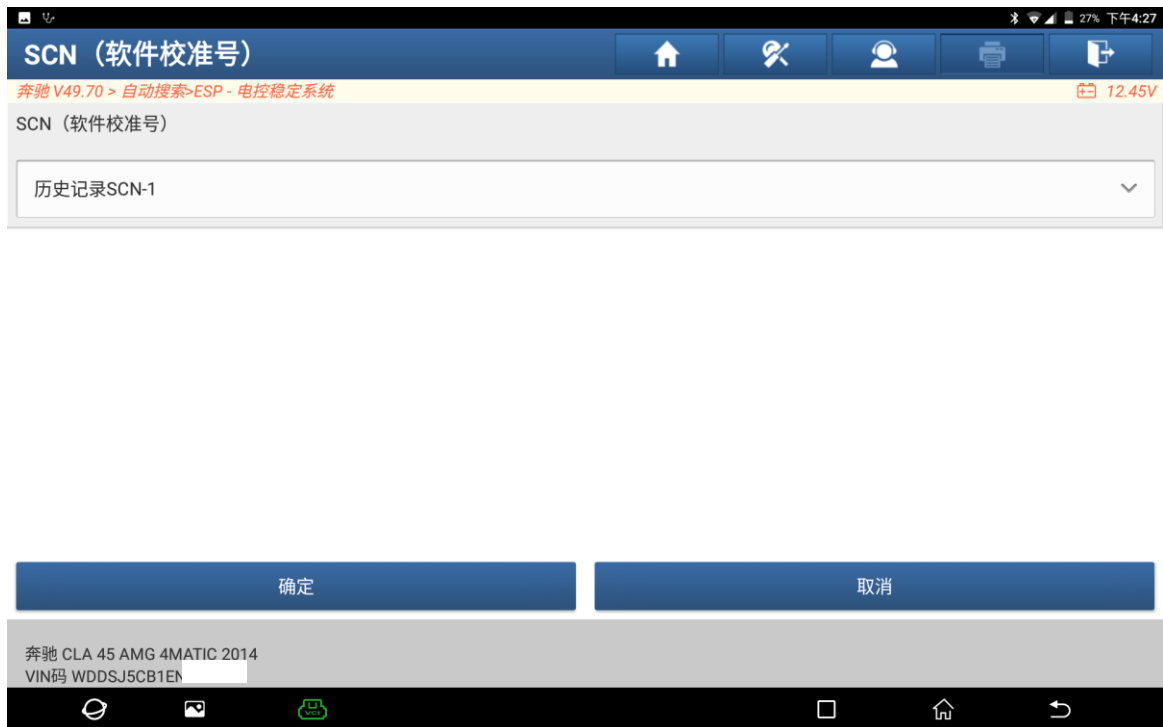 27% 下午4:27
SCN（软件校准号）
奔驰 V49.70 > 自动搜索>ESP - 电控稳定系统 12.45V
SCN（软件校准号）
历史记录SCN-1
确定 取消
奔驰 CLA 45 AMG 4MATIC 2014
VIN码 WDDSJ5CB1EN
VCI